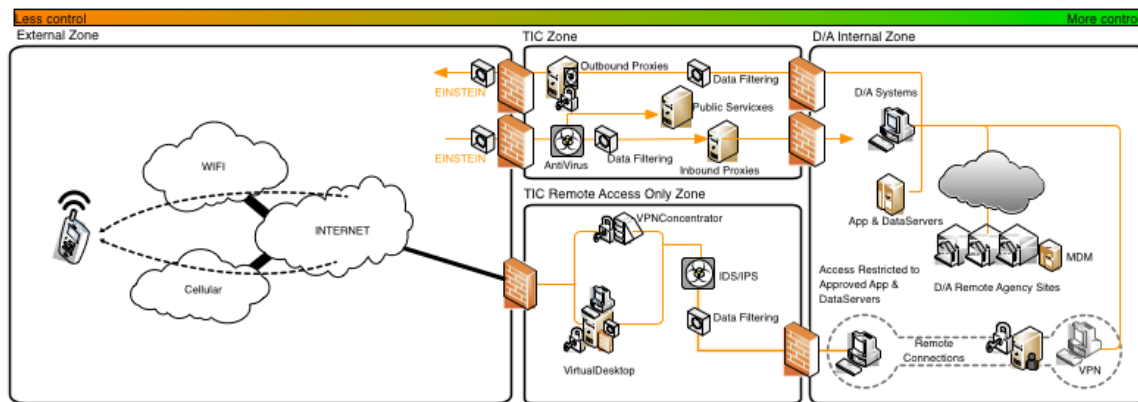 Less control
More control
External Zone
TIC Zone
D/A Internal Zone
Outbound Proxies
Data Filtering
EINSTEIN
Public Servicxes
D/A Systems
WIFI
EINSTEIN
AntiVirus
Data Filtering
Inbound Proxies
TIC Remote Access Only Zone
VPNConcentrator
App & DataServers
INTERNET
MDM
IDS/IPS
Access Restricted to
Approved App &
DataServers
D/A Remote Agency Sites
Cellular
Data Filtering
Remote
Connections
VirtualDesktop
VPN